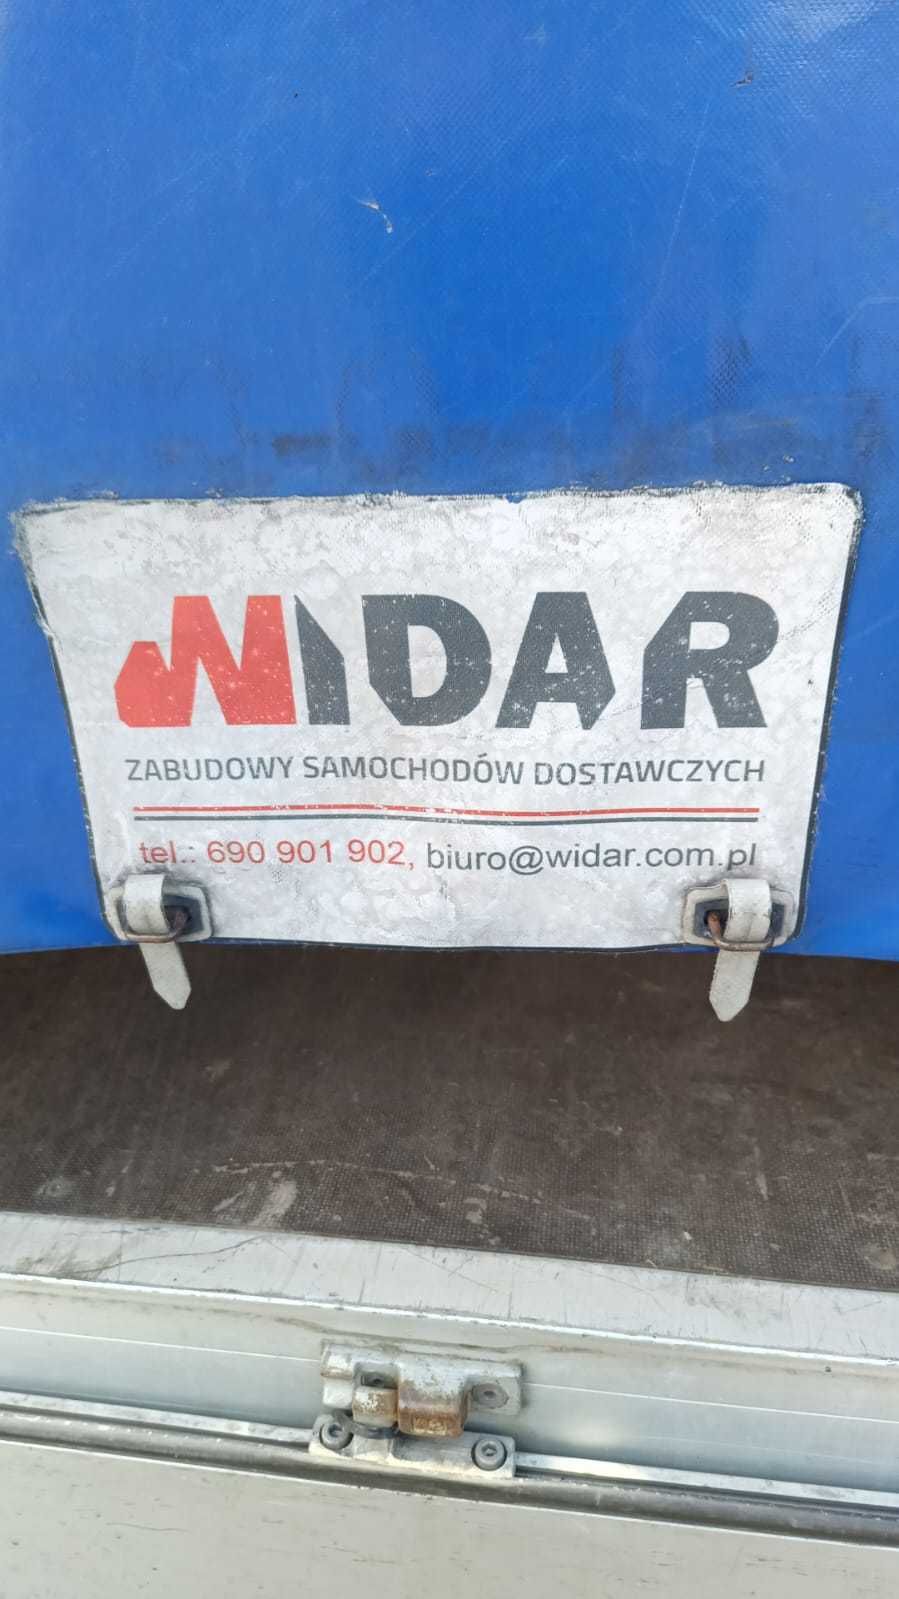 WIDAR
ZABUDOWY SAMOCHODÓW DOSTAWCZYCH
tel.: 690 901 902, biuro@widar.com.pl